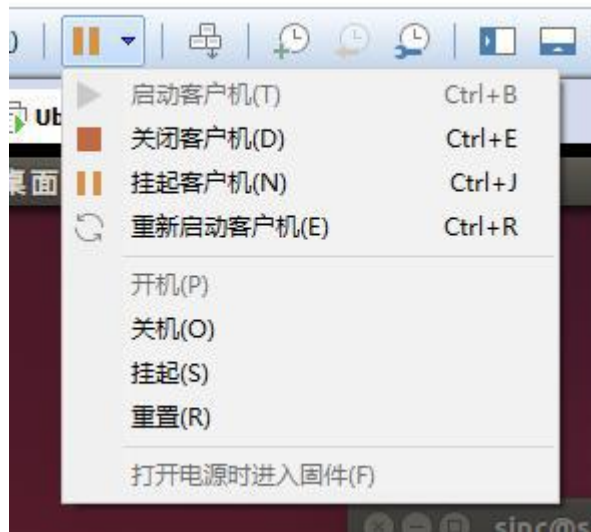 启动客户机(T) Ctrl+B
Ub
关闭客户机(D) Ctrl+E
桌面
挂起客户机(N) Ctrl+J
重新启动客户机(E) Ctrl+R
开机(P)
关机(O)
挂起(S)
重置(R)
打开电源时进入固件(F)
sinc@s